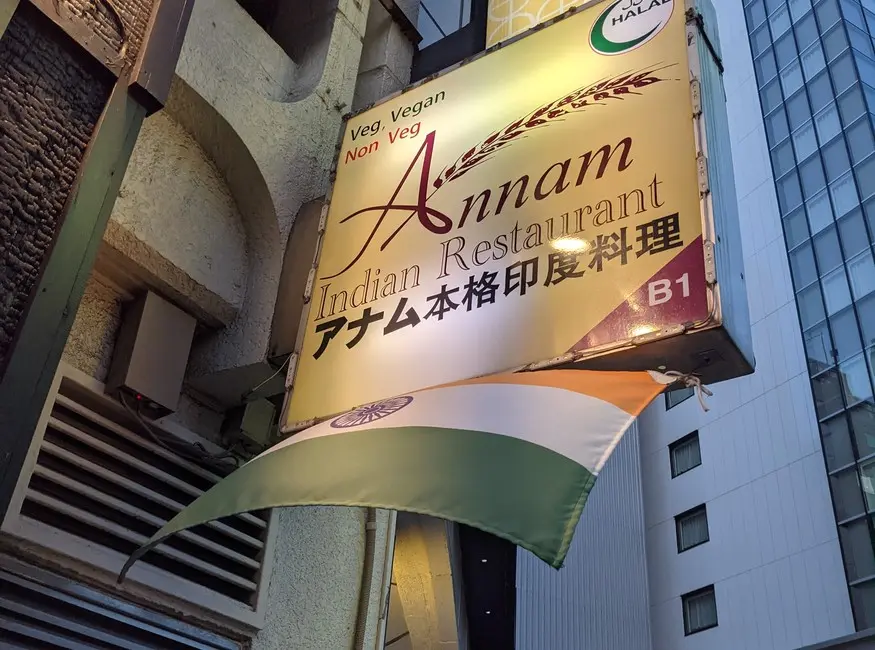 HALAL
Veg, Vegan
Non Veg
Annam
Indian Restaurant
アナム本格印度料理
B1